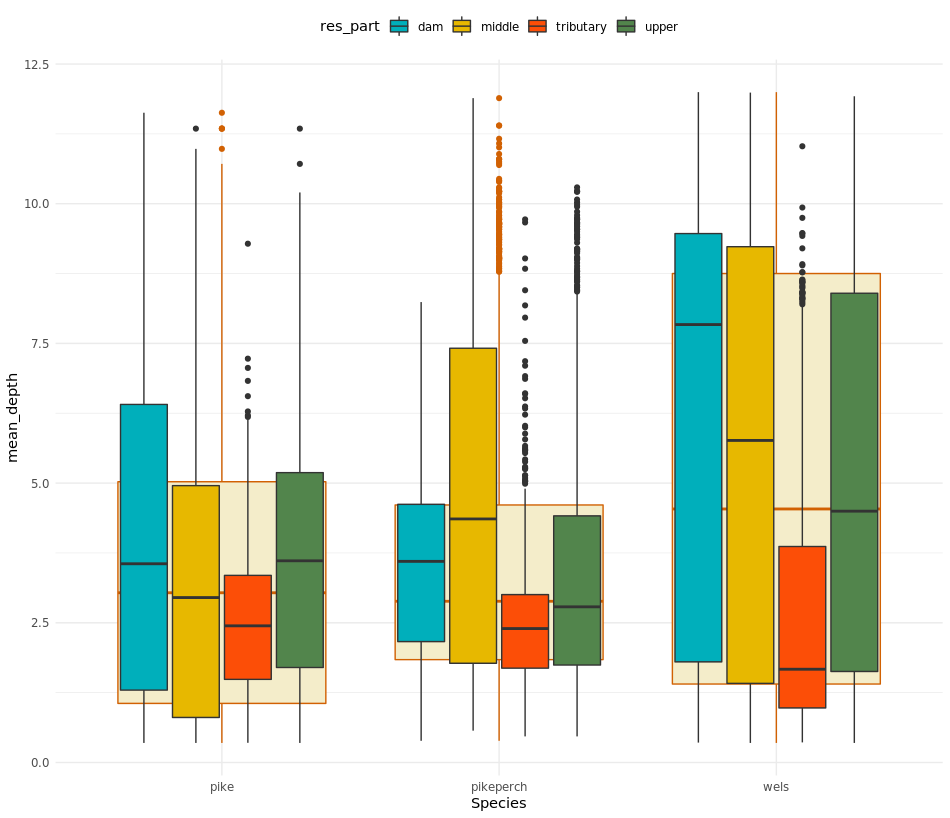 res_part dam middle tributary upper
12.5
10.0
7.5
5.0
2.5
0.0
mean_depth
pike pikeperch wels
Species